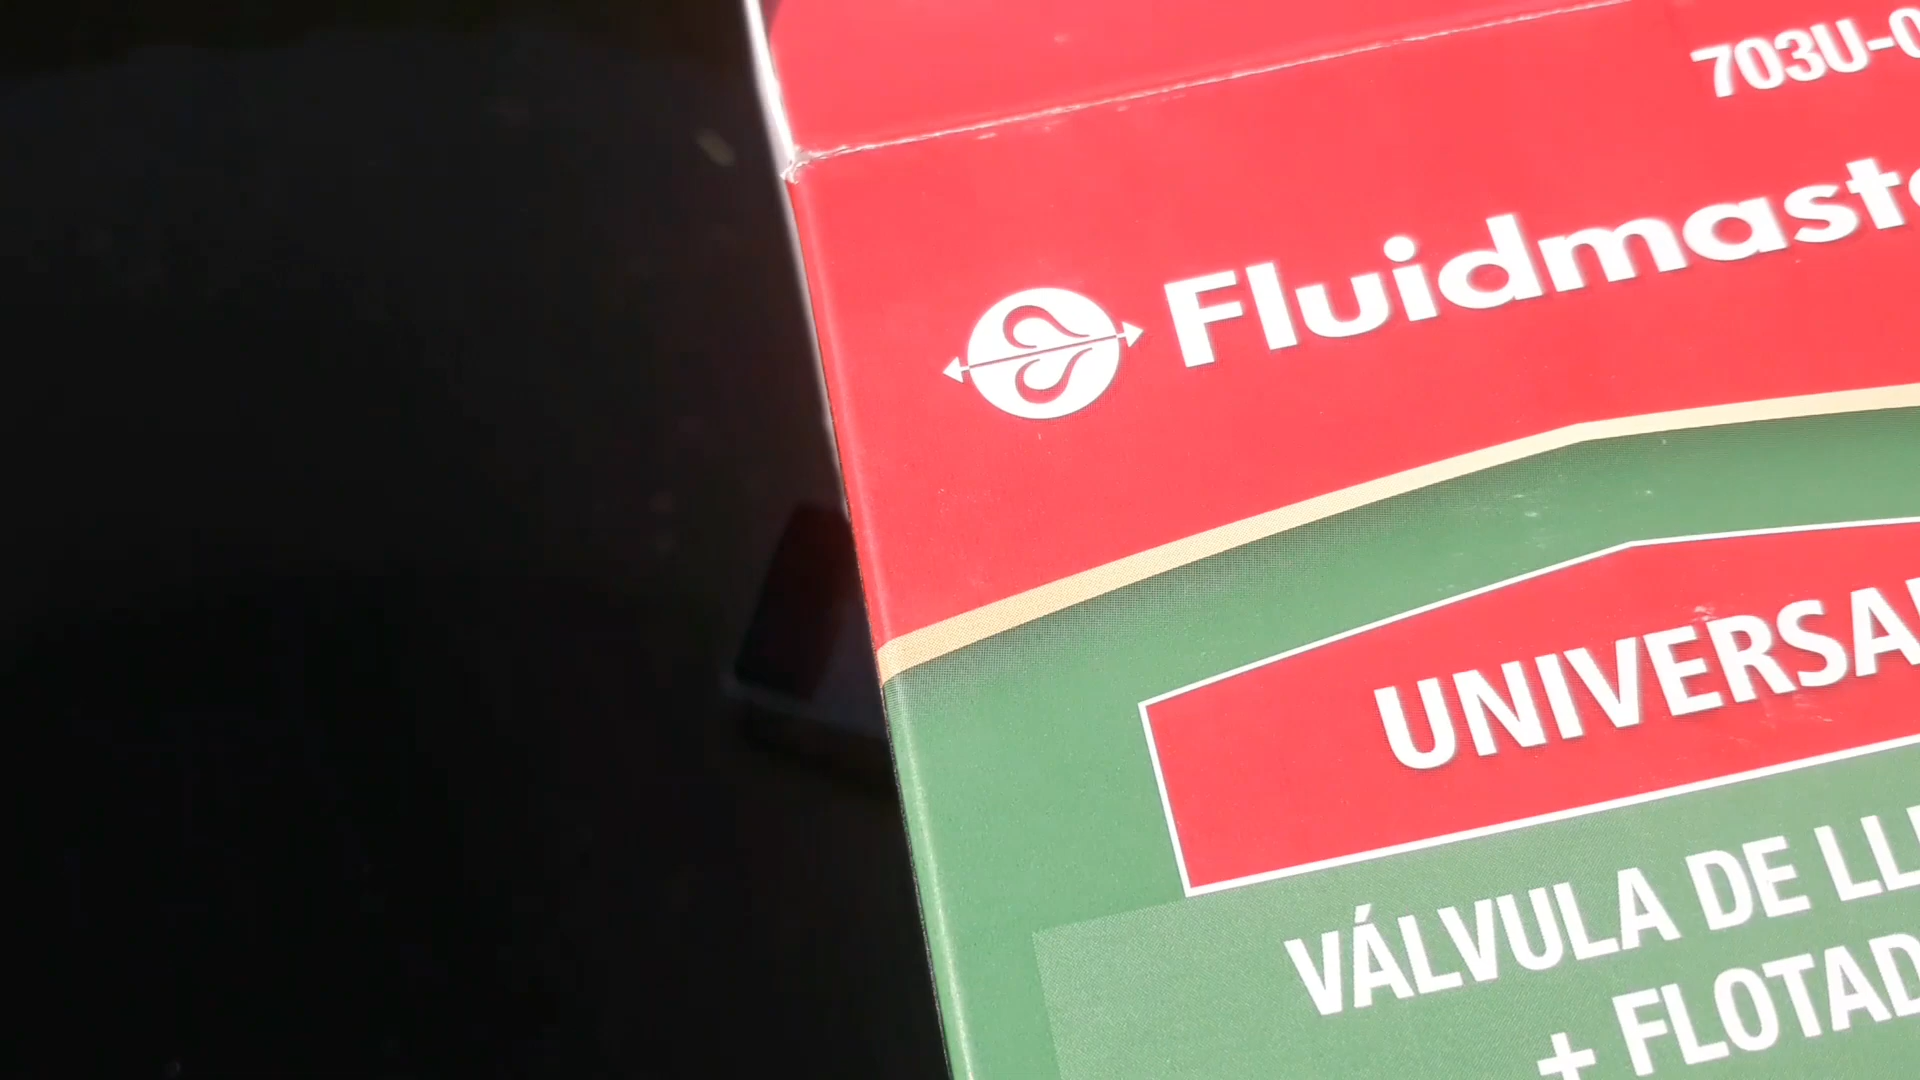 703U-0
Fluidmaste
UNIVERSA
VÁLVULA DE LL
+ FLOTAD